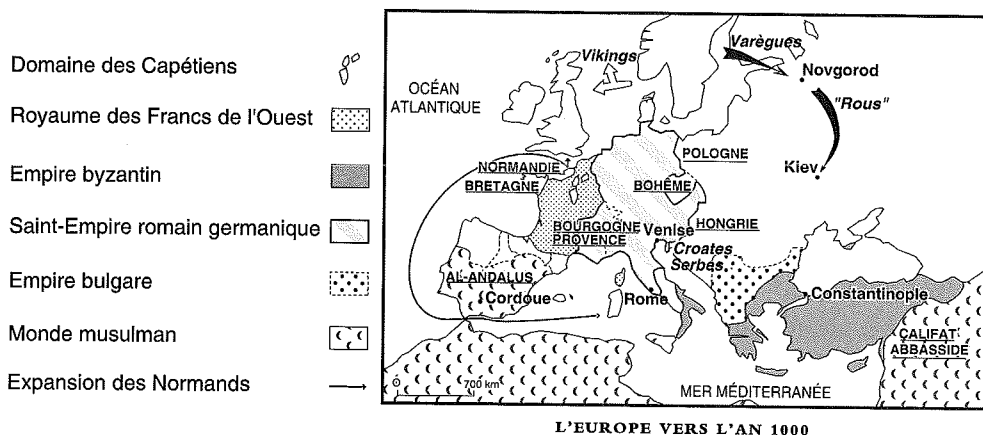 Domaine des Capétiens
Royaume des Francs de l'Ouest
Empire byzantin
Saint-Empire romain germanique
Empire bulgare
Monde musulman
Expansion des Normands
OCÉAN
ATLANTIQUE
Vikings
Varègues
Novgorod
"Rous"
Kiev
POLOGNE
NORMANDIE
BRETAGNE
BOHÊME
HONGRIE
BOURGOGNE
PROVENCE
Venise
Croates
Serbes
AL-ANDALUS
Cordoue
Rome
Constantinople
CALIFAT
ABBASSIDE
0 700 km
MER MÉDITERRANÉE
L'EUROPE VERS L'AN 1000